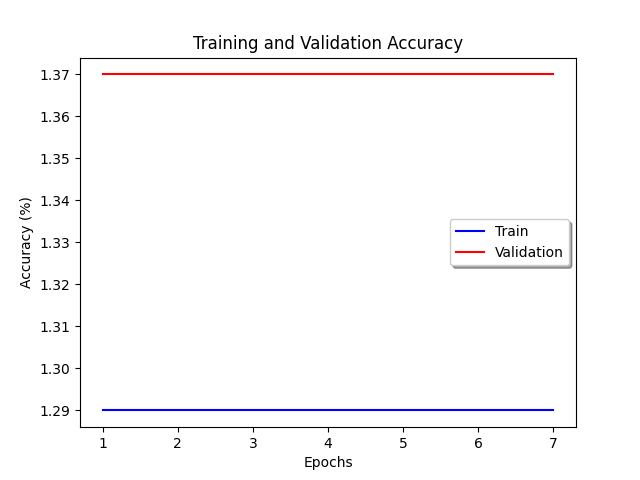 Training and Validation Accuracy
Accuracy (%)
1.37
1.36
1.35
1.34
1.33
1.32
1.31
1.30
1.29
Train
Validation
1 2 3 4 5 6 7
Epochs